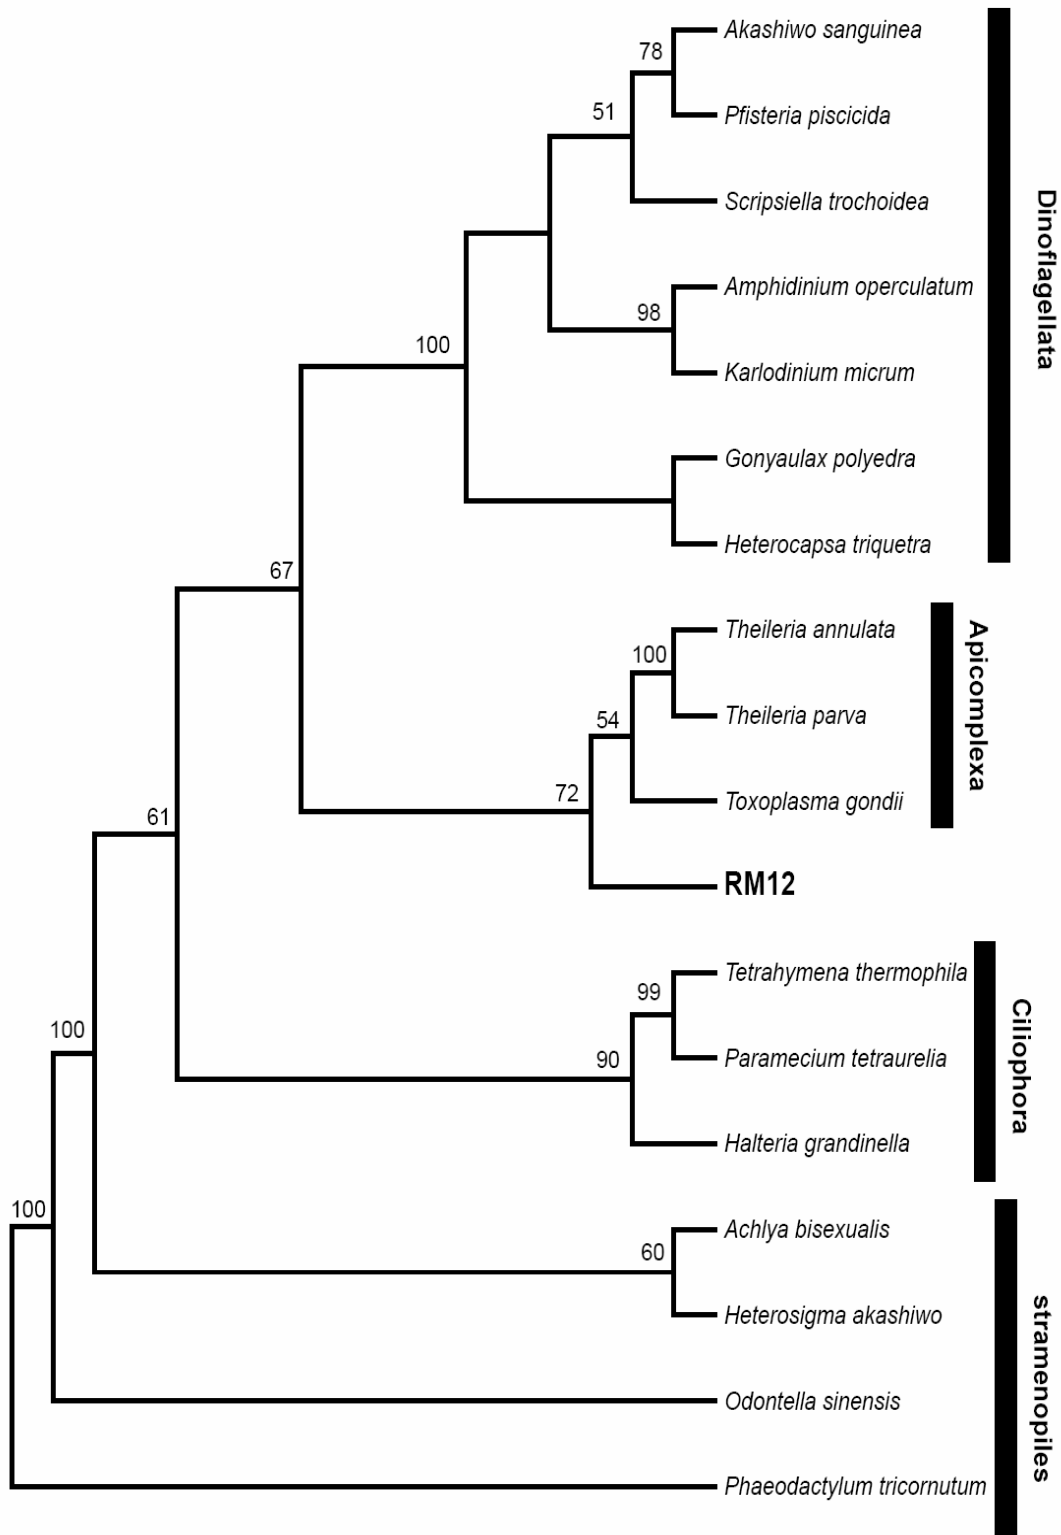 Akashiwo sanguinea
78
Pfisteria piscicida
51
Scripsiella trochoidea
Amphidinium operculatum
98
Karlodinium micrum
100
Gonyaulax polyedra
Heterocapsa triquetra
Dinoflagellata
67
Theileria annulata
100
Theileria parva
54
Toxoplasma gondii
72
Apicomplexa
61
RM12
Tetrahymena thermophila
99
Paramecium tetraurelia
90
Halteria grandinella
Ciliophora
100
100
Achlya bisexualis
60
Heterosigma akashiwo
Odontella sinensis
Phaeodactylum tricornutum
stramenopiles